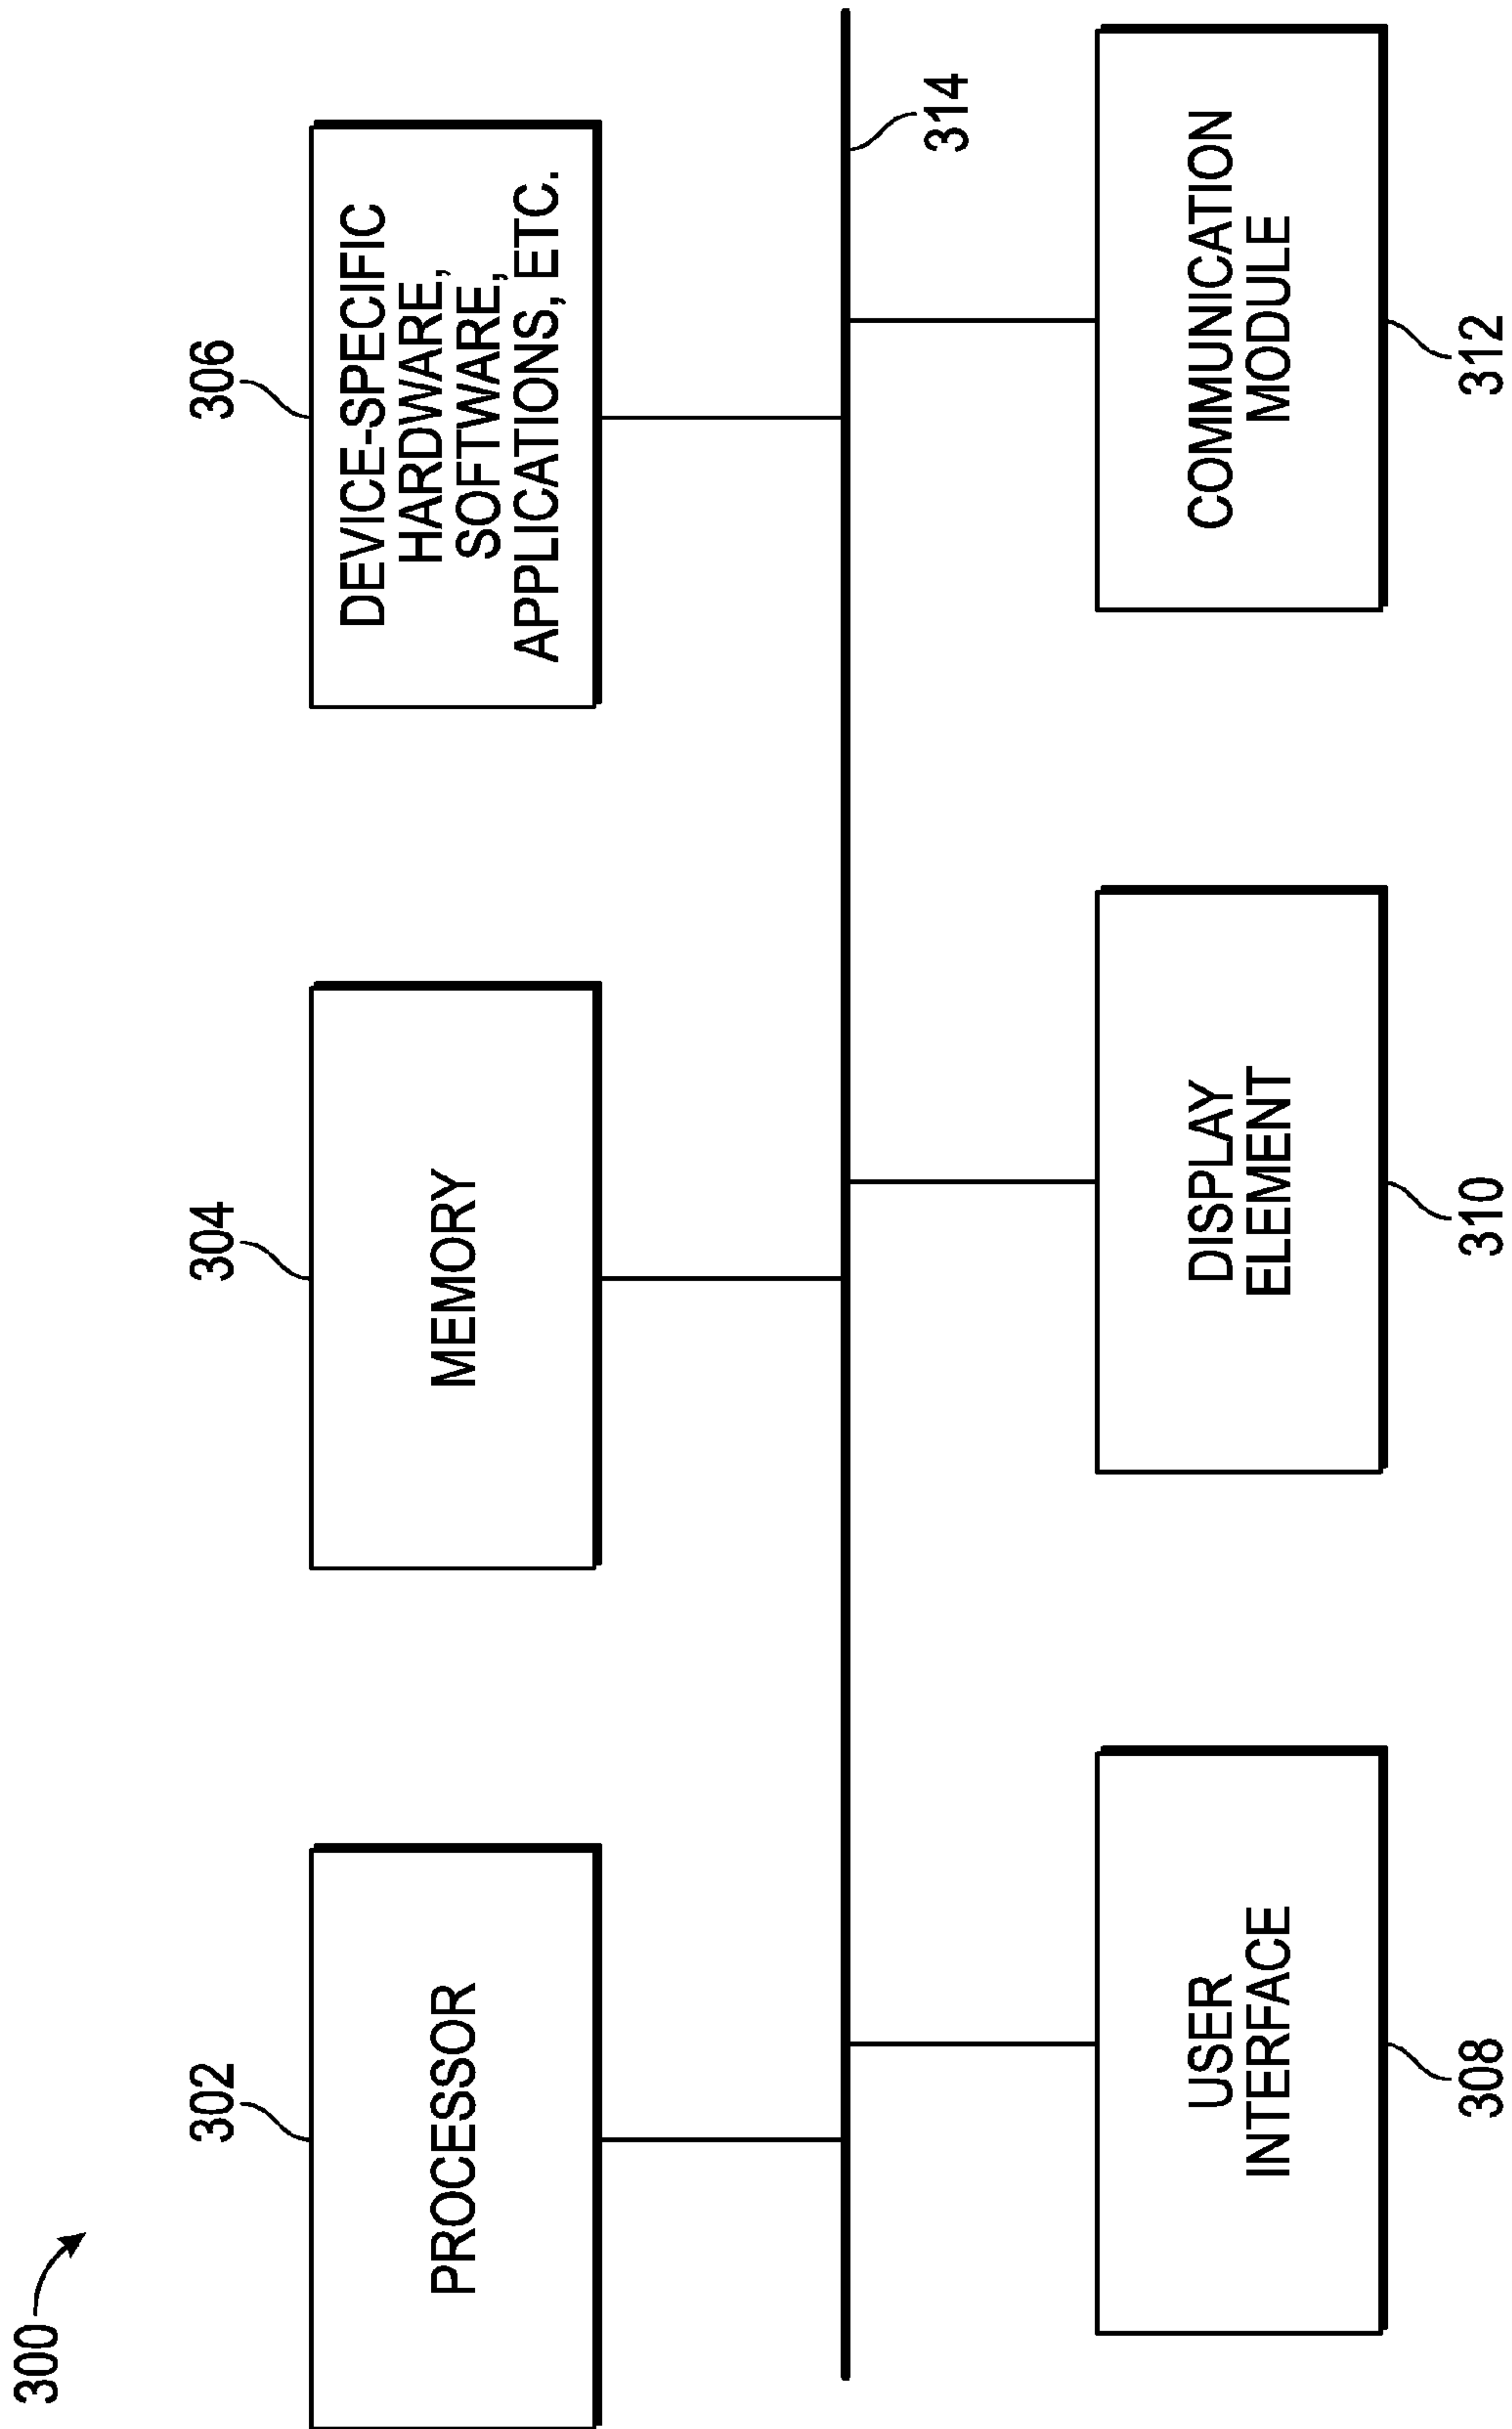 300
302
304
306
PROCESSOR
MEMORY
DEVICE-SPECIFIC
HARDWARE,
SOFTWARE,
APPLICATIONS, ETC.
314
USER
INTERFACE
DISPLAY
ELEMENT
COMMUNICATION
MODULE
308
310
312